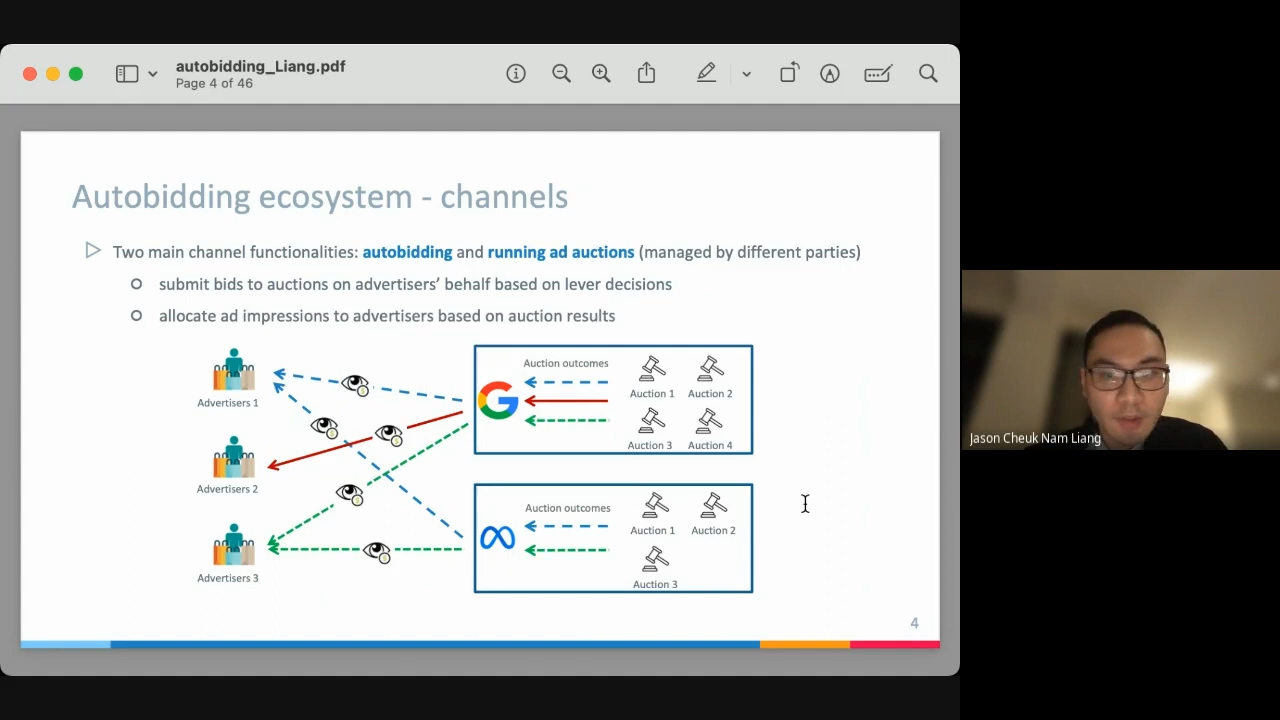 autobidding_Liang.pdf
Page 4 of 46
Autobidding ecosystem - channels
Two main channel functionalities: autobidding and running ad auctions (managed by different parties)
submit bids to auctions on advertisers’ behalf based on lever decisions
allocate ad impressions to advertisers based on auction results
Advertisers 1
Advertisers 2
Advertisers 3
Auction outcomes
Auction 1
Auction 2
Auction 3
Auction 4
Auction outcomes
Auction 1
Auction 2
Auction 3
4
Jason Cheuk Nam Liang